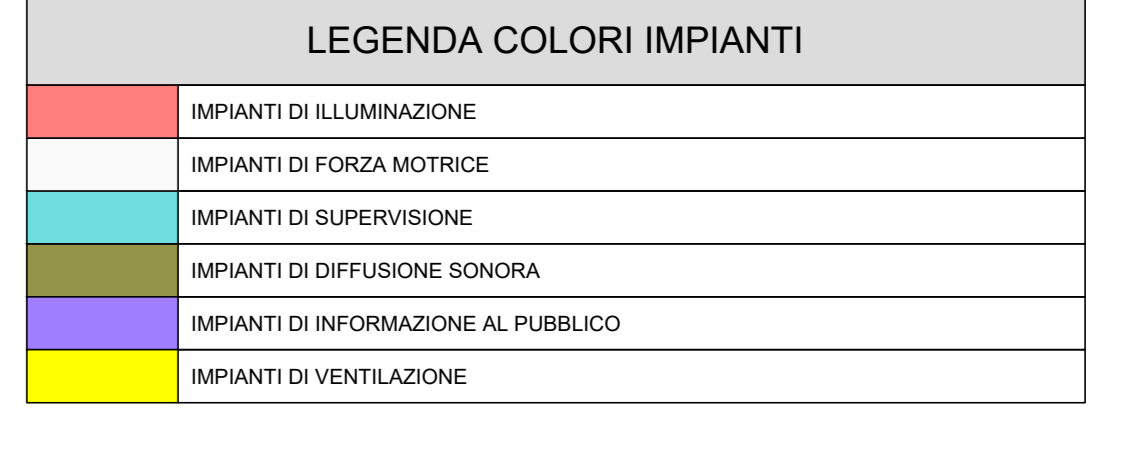 LEGENDA COLORI IMPIANTI
IMPIANTI DI ILLUMINAZIONE
IMPIANTI DI FORZA MOTRICE
IMPIANTI DI SUPERVISIONE
IMPIANTI DI DIFFUSIONE SONORA
IMPIANTI DI INFORMAZIONE AL PUBBLICO
IMPIANTI DI VENTILAZIONE